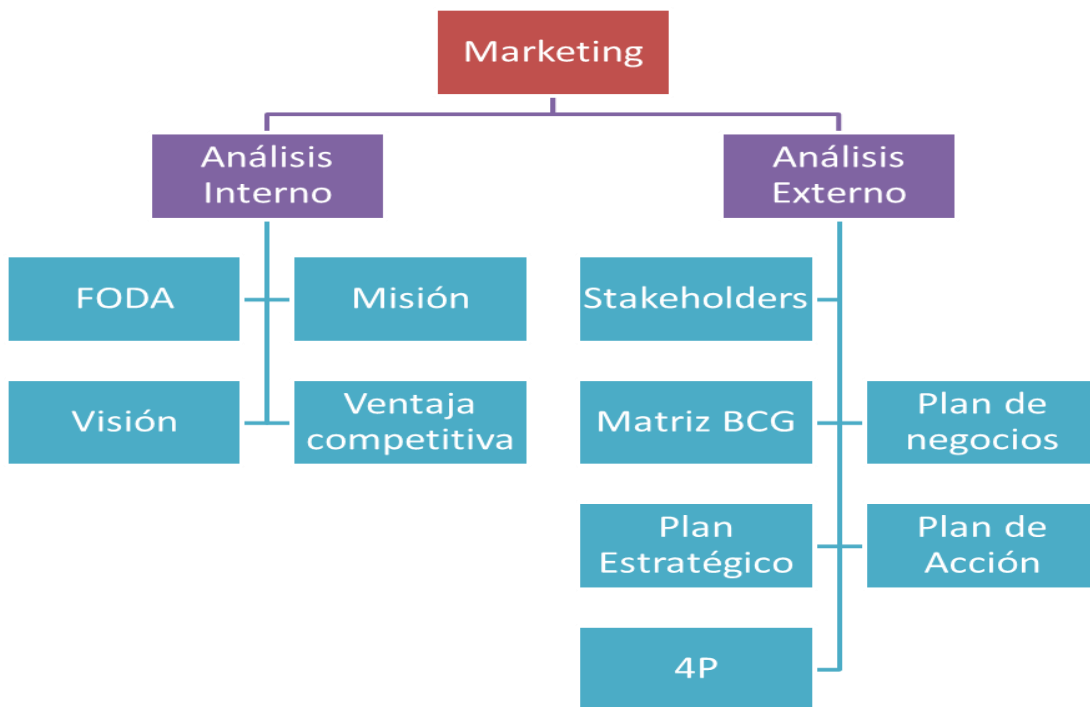 Marketing
Análisis
Interno
Análisis
Externo
FODA
Misión
Stakeholders
Visión
Ventaja
competitiva
Matriz BCG
Plan de
negocios
Plan
Estratégico
Plan de
Acción
4P